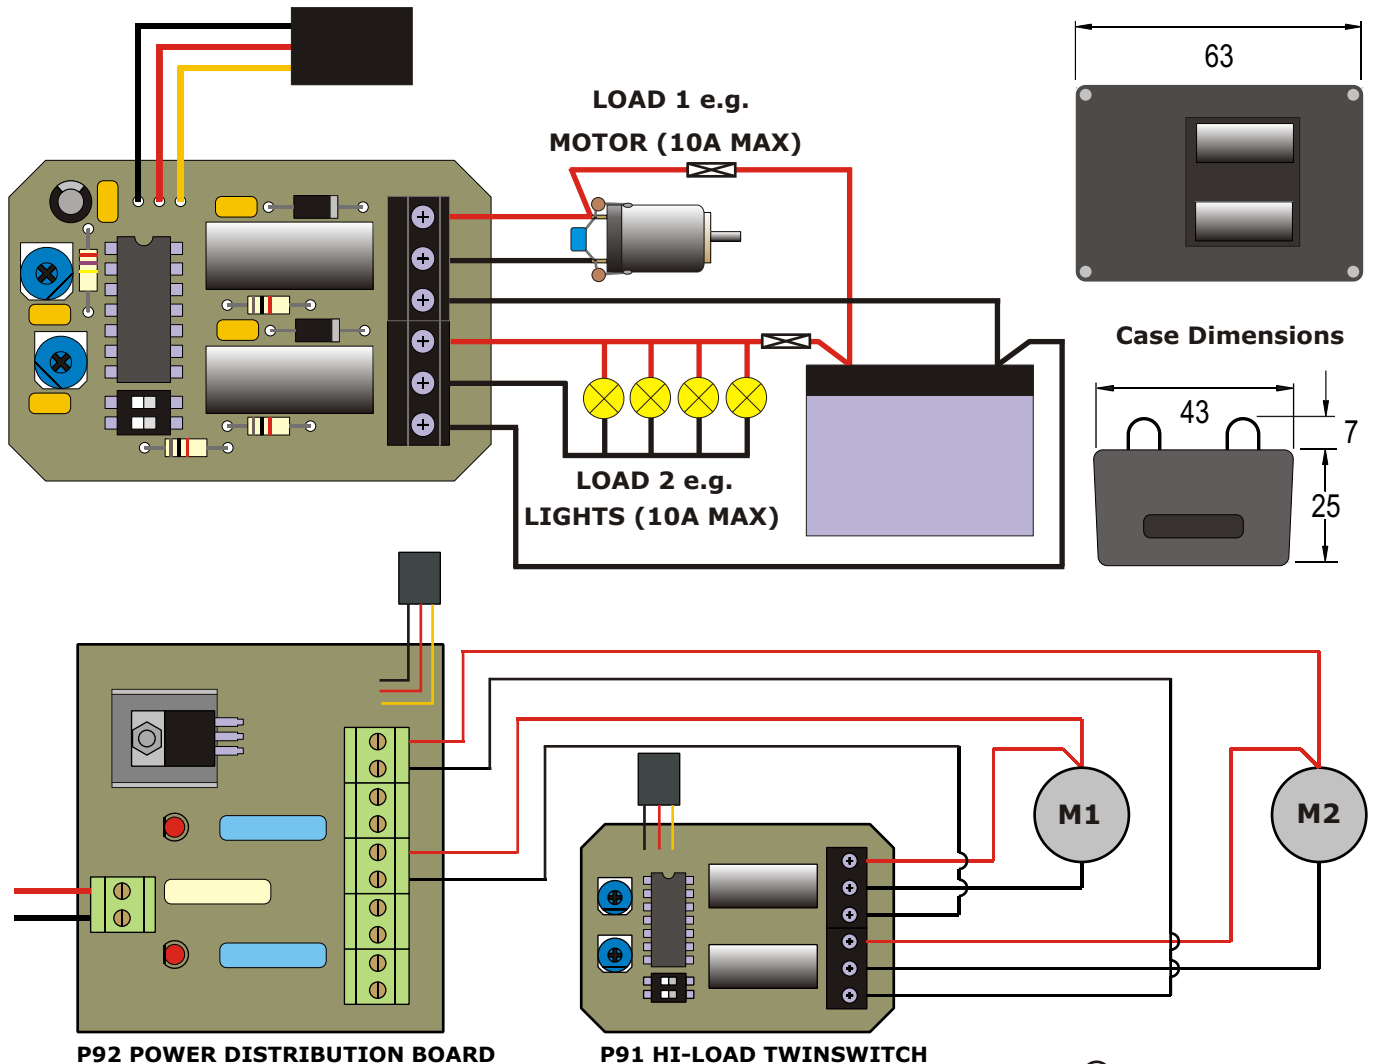 LOAD 1 e.g.
MOTOR (10A MAX)
63
Case Dimensions
43
7
25
LOAD 2 e.g.
LIGHTS (10A MAX)
M1
M2
P92 POWER DISTRIBUTION BOARD
P91 HI-LOAD TWINSWITCH